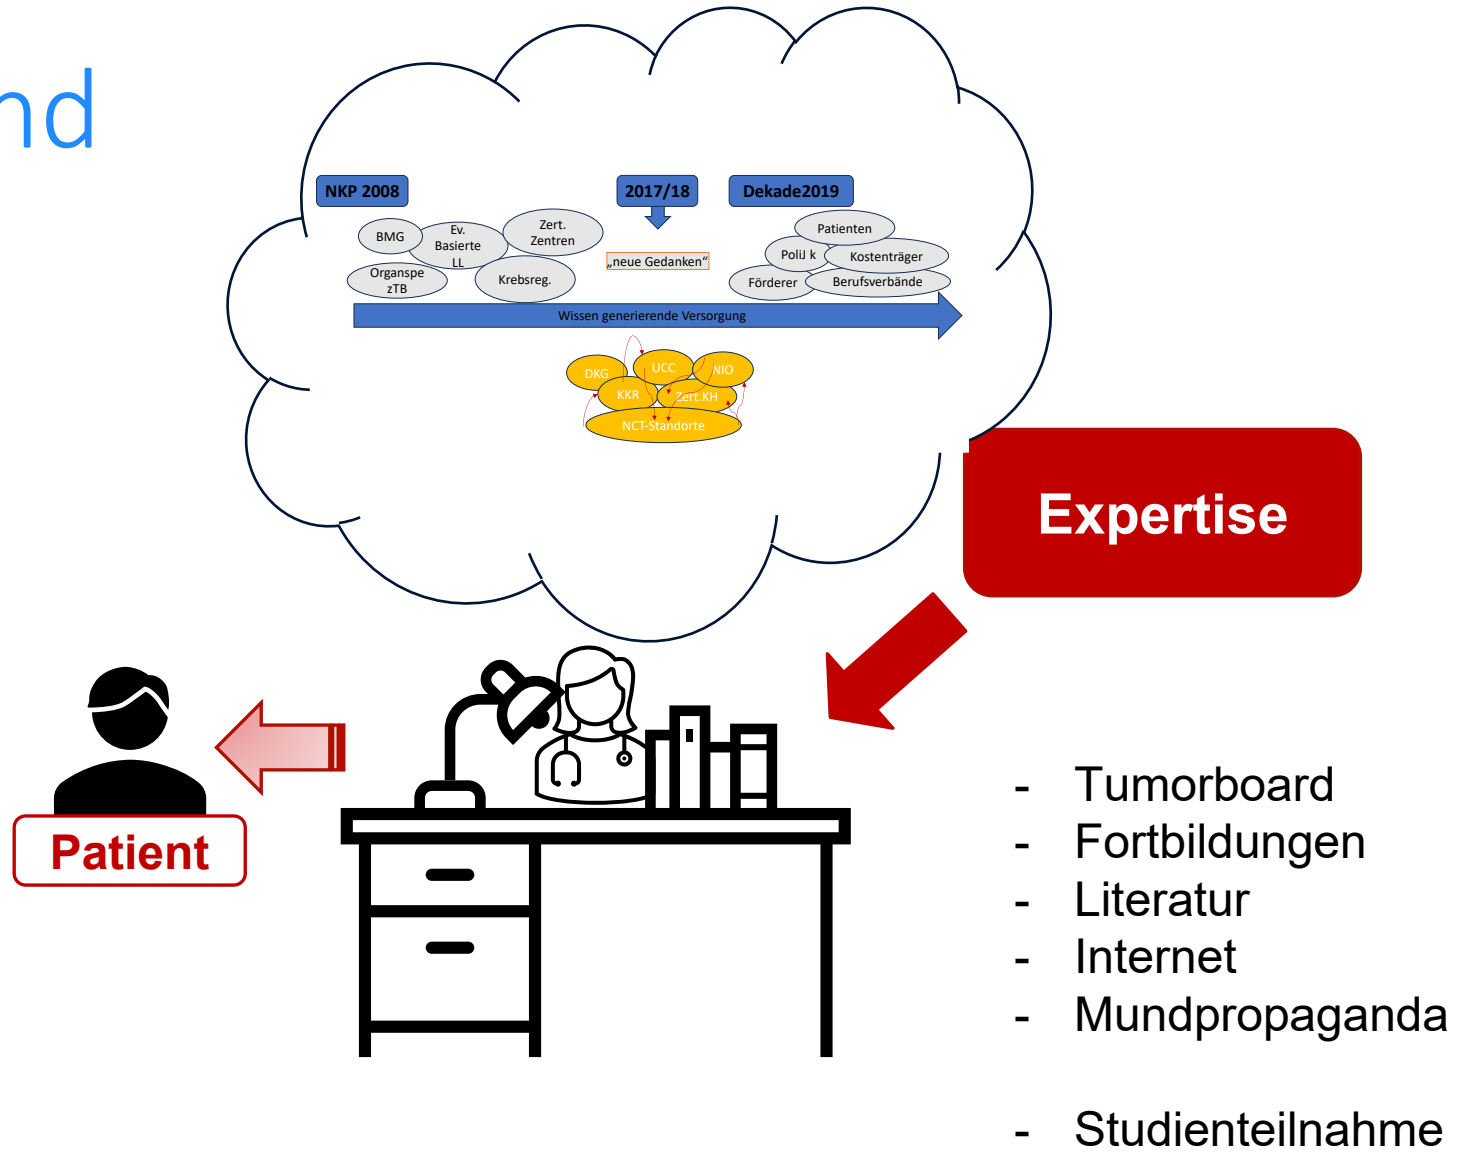 nd
NKP 2008
2017/18
Dekade2019
BMG
Ev.
Basierte
LL
Zert.
Zentren
Organspe
zTB
Krebsreg.
„neue Gedanken“
Patienten
PoliJ k
Kostenträger
Förderer
Berufsverbände
Wissen generierende Versorgung
DKG
UCC
NIO
KKR
Zert.KH
NCT-Standorte
Expertise
Patient
- Tumorboard
- Fortbildungen
- Literatur
- Internet
- Mundpropaganda
- Studienteilnahme